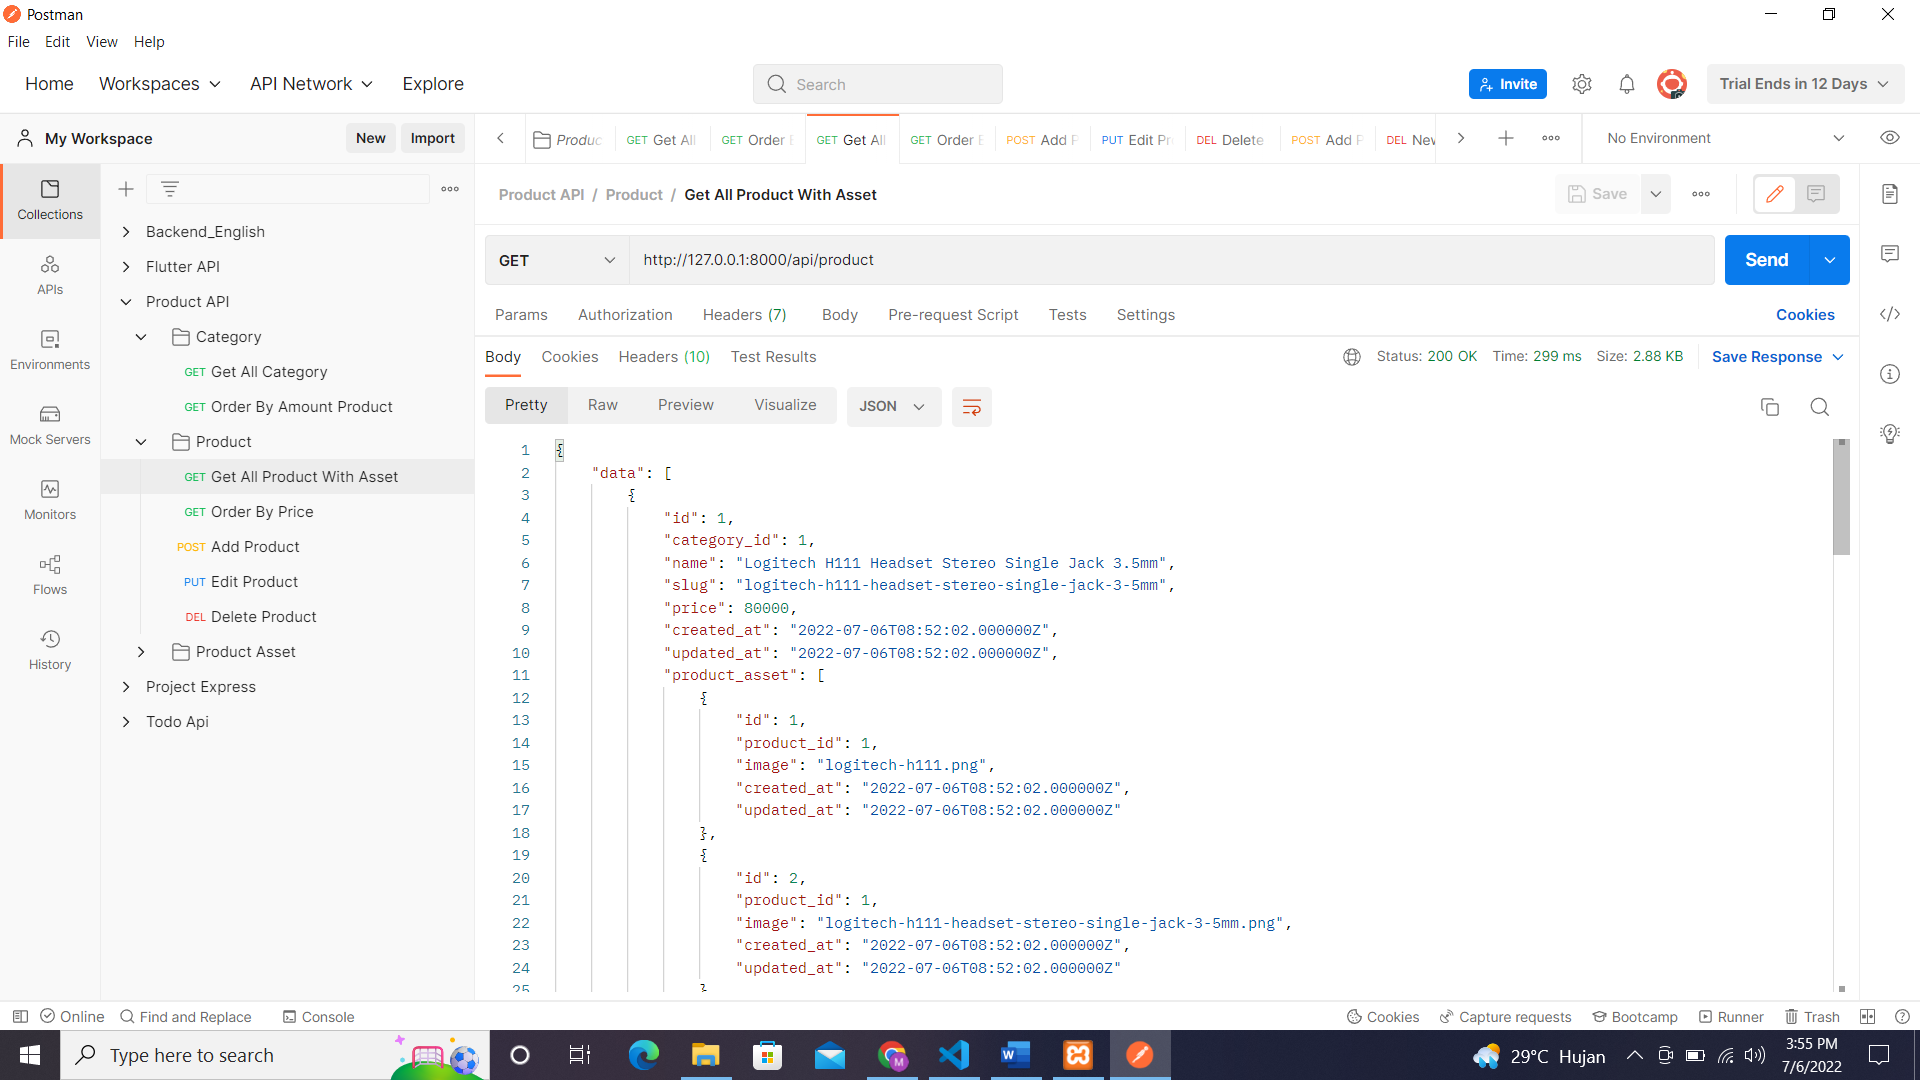 Postman
File Edit View Help
Home Workspaces API Network Explore Search Invite Trial Ends in 12 Days
My Workspace New Import Produc GET Get All GET Order GET Get All GET Order POST Add P PUT Edit Pr DEL Delete POST Add P DEL New No Environment
Collections
APIs
Environments
Mock Servers
Monitors
Flows
History
Backend_English
Flutter API
Product API
Category
GET Get All Category
GET Order By Amount Product
Product
GET Get All Product With Asset
GET Order By Price
POST Add Product
PUT Edit Product
DEL Delete Product
Product Asset
Project Express
Todo Api
Product API / Product / Get All Product With Asset Save
GET http://127.0.0.1:8000/api/product Send
Params Authorization Headers (7) Body Pre-request Script Tests Settings Cookies
Body Cookies Headers (10) Test Results Status: 200 OK Time: 299 ms Size: 2.88 KB Save Response
Pretty Raw Preview Visualize JSON
1 {
2 "data": [
3 {
4 "id": 1,
5 "category_id": 1,
6 "name": "Logitech H111 Headset Stereo Single Jack 3.5mm",
7 "slug": "logitech-h111-headset-stereo-single-jack-3-5mm",
8 "price": 80000,
9 "created_at": "2022-07-06T08:52:02.000000Z",
10 "updated_at": "2022-07-06T08:52:02.000000Z",
11 "product_asset": [
12 {
13 "id": 1,
14 "product_id": 1,
15 "image": "logitech-h111.png",
16 "created_at": "2022-07-06T08:52:02.000000Z",
17 "updated_at": "2022-07-06T08:52:02.000000Z"
18 },
19 {
20 "id": 2,
21 "product_id": 1,
22 "image": "logitech-h111-headset-stereo-single-jack-3-5mm.png",
23 "created_at": "2022-07-06T08:52:02.000000Z",
24 "updated_at": "2022-07-06T08:52:02.000000Z"
25 }
Online Find and Replace Console Cookies Capture requests Bootcamp Runner Trash
Type here to search 29°C Hujan 3:55 PM
7/6/2022